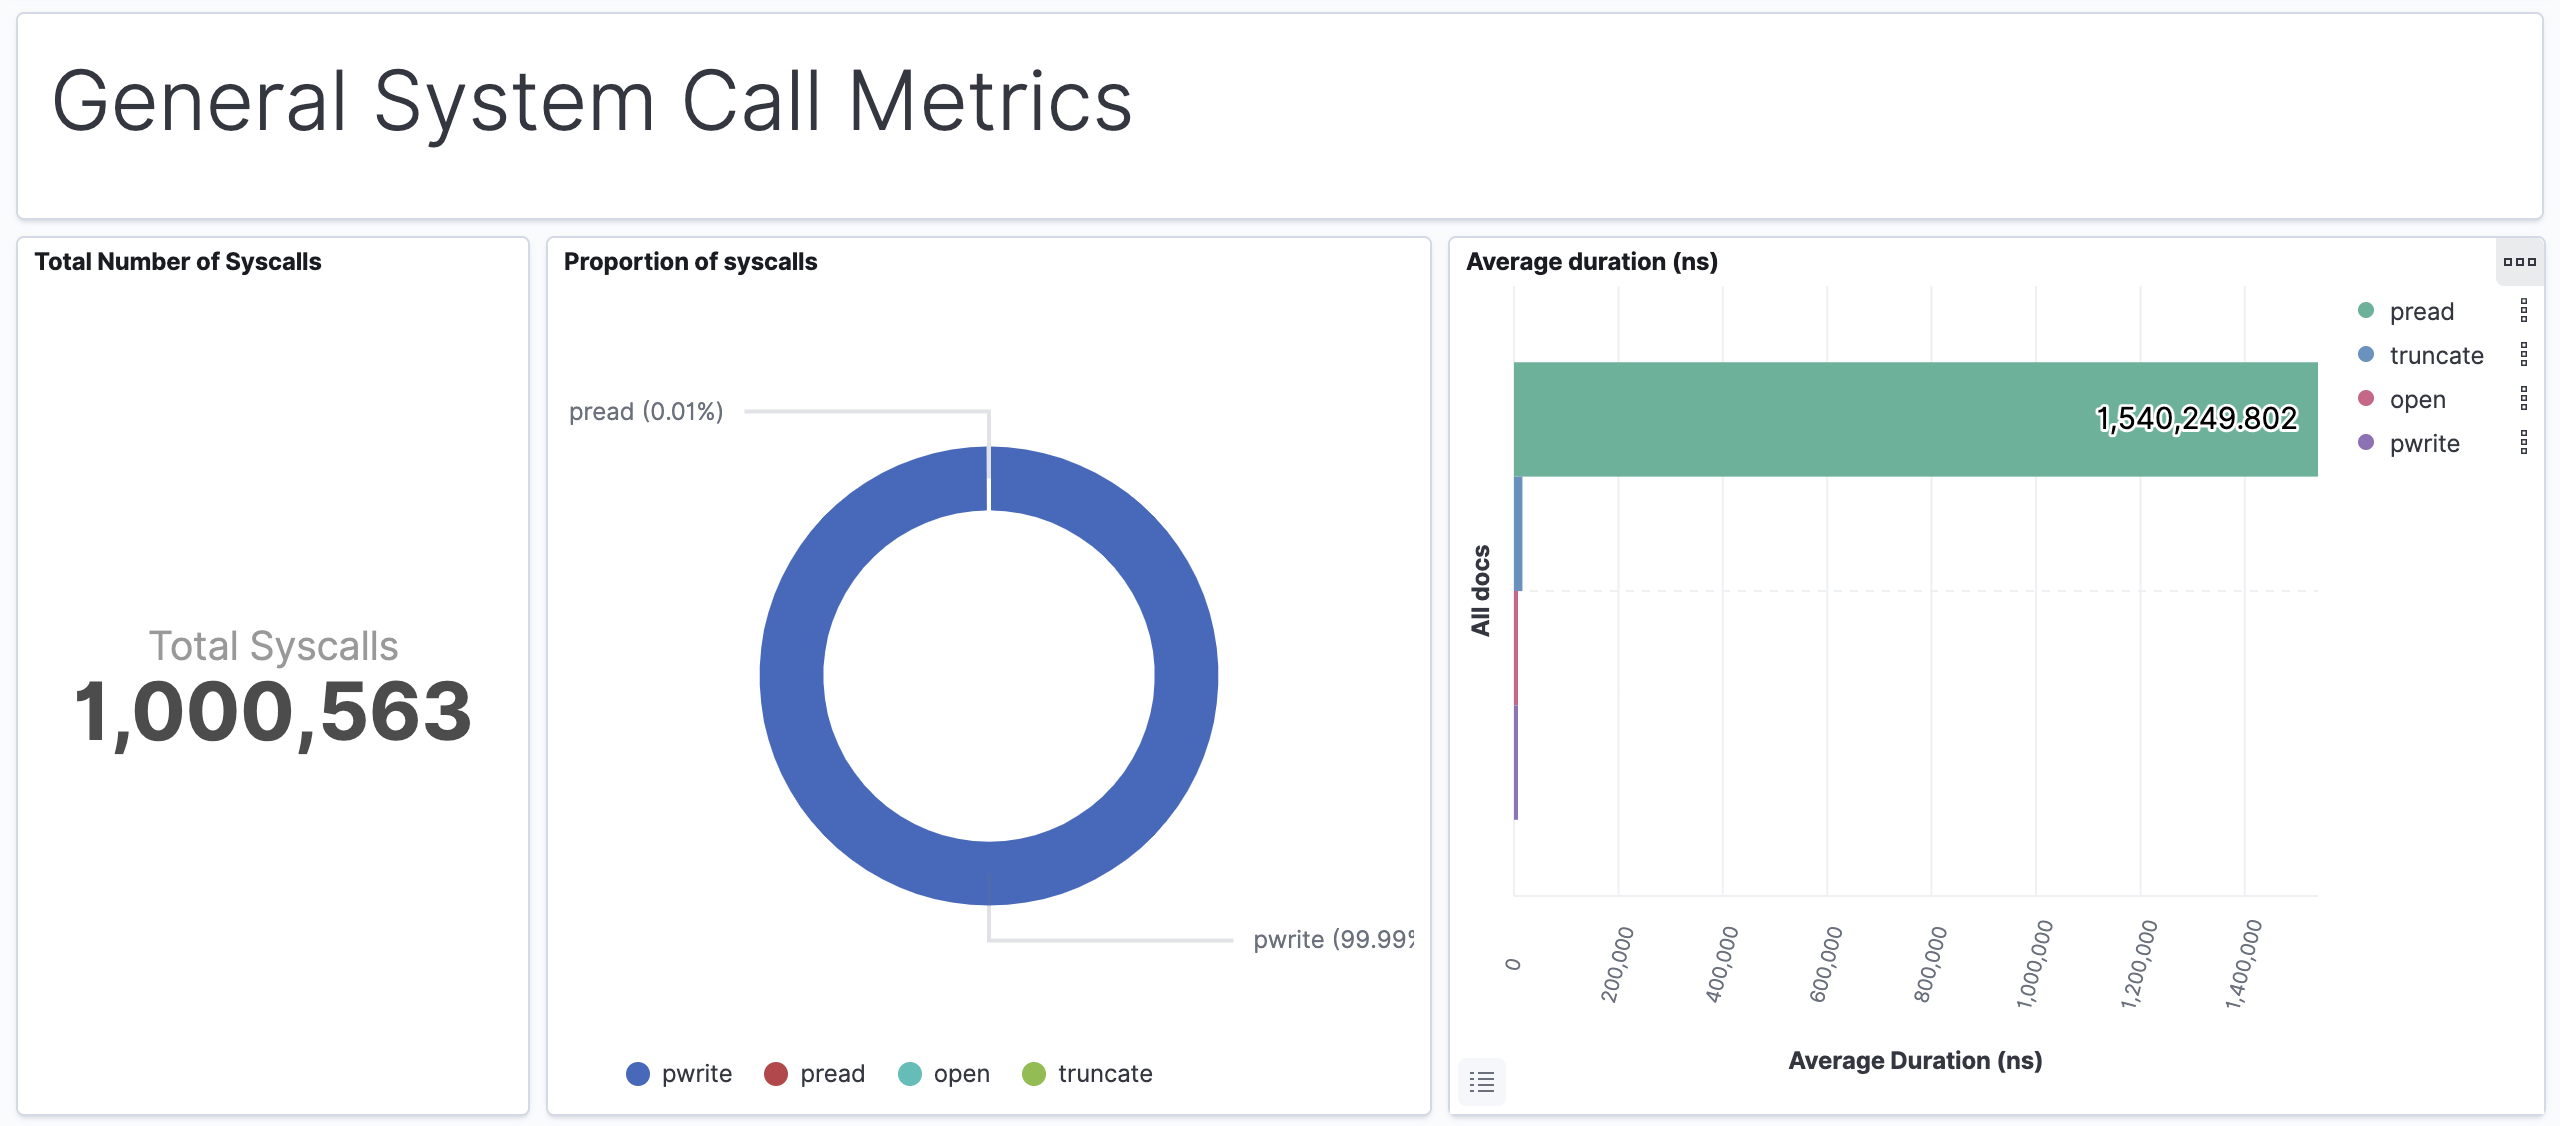 General System Call Metrics
Total Number of Syscalls
Total Syscalls
1,000,563
Proportion of syscalls
pread (0.01%)
pwrite (99.99%
pwrite
pread
open
truncate
Average duration (ns)
pread
truncate
open
pwrite
1,540,249.802
All docs
0
200,000
400,000
600,000
800,000
1,000,000
1,200,000
1,400,000
Average Duration (ns)